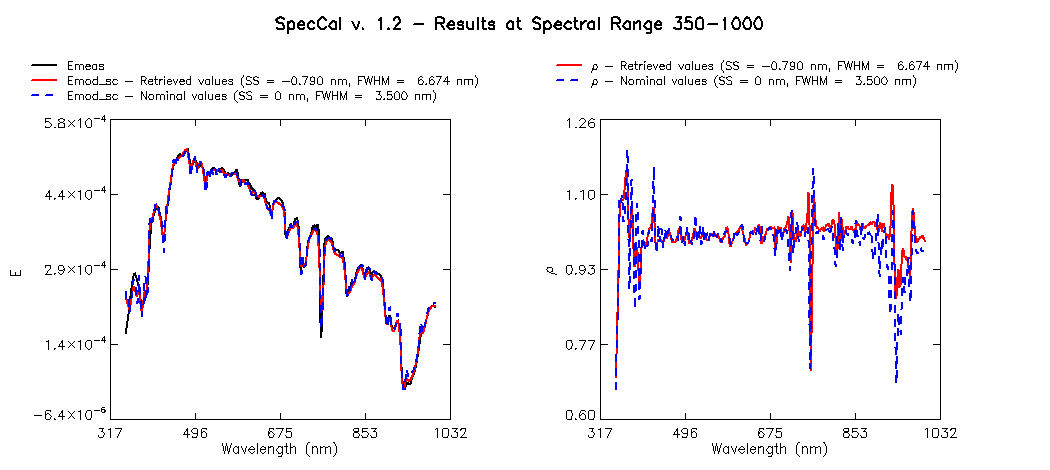 SpecCal v. 1.2 - Results at Spectral Range 350-1000
Emeas
Emod_sc - Retrieved values (SS = -0.790 nm, FWHM = 6.674 nm)
Emod_sc - Nominal values (SS = 0 nm, FWHM = 3.500 nm)
5.8×10⁻⁴
4.4×10⁻⁴
2.9×10⁻⁴
1.4×10⁻⁴
-6.4×10⁻⁶
E
317 496 675 853 1032
Wavelength (nm)
ρ - Retrieved values (SS = -0.790 nm, FWHM = 6.674 nm)
ρ - Nominal values (SS = 0 nm, FWHM = 3.500 nm)
1.26
1.10
0.93
0.77
0.60
ρ
317 496 675 853 1032
Wavelength (nm)